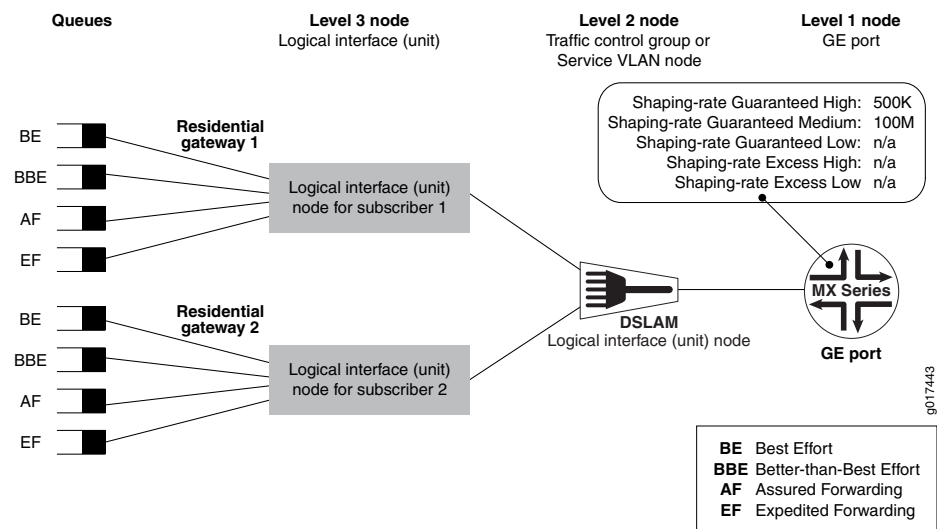 Queues
Level 3 node
Logical interface (unit)
Level 2 node
Traffic control group or
Service VLAN node
Level 1 node
GE port
Shaping-rate Guaranteed High: 500K
Shaping-rate Guaranteed Medium: 100M
Shaping-rate Guaranteed Low: n/a
Shaping-rate Excess High: n/a
Shaping-rate Excess Low n/a
Residential
gateway 1
BE
BBE
AF
EF
Logical interface (unit)
node for subscriber 1
Residential
gateway 2
BE
BBE
AF
EF
Logical interface (unit)
node for subscriber 2
DSLAM
Logical interface (unit) node
MX Series
GE port
g017443
BE Best Effort
BBE Better-than-Best Effort
AF Assured Forwarding
EF Expedited Forwarding